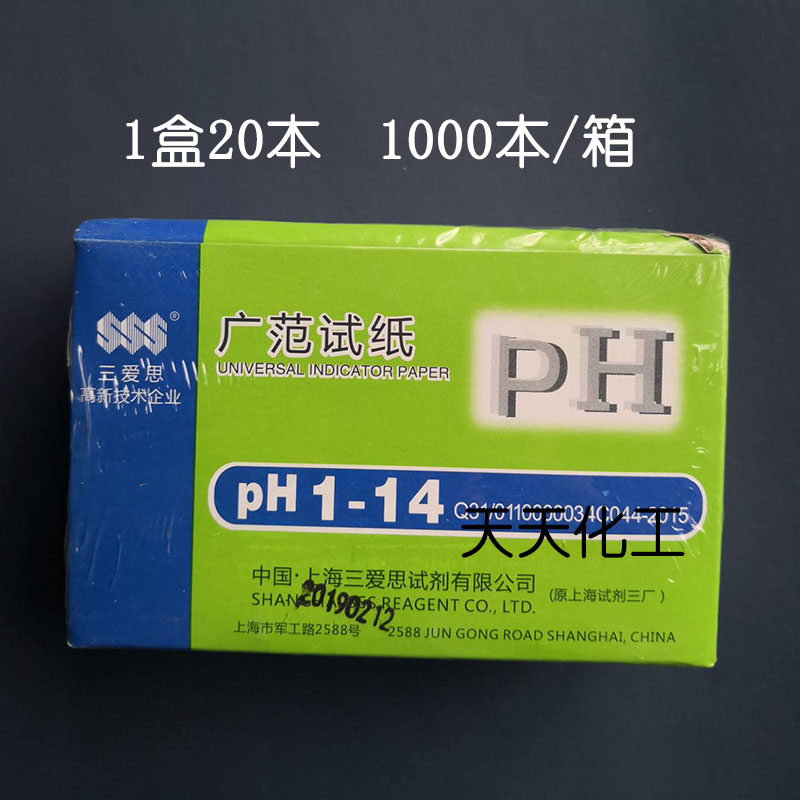 1盒20本 1000本/箱
SSS®
三爱思
高新技术企业
广范试纸
UNIVERSAL INDICATOR PAPER
PH
pH 1-14
天天化工
中国·上海三爱思试剂有限公司
(原上海试剂三厂)
REAGENT CO., LTD.
20190212
上海市军工路2588号
2588 JUN GONG ROAD SHANGHAI, CHINA